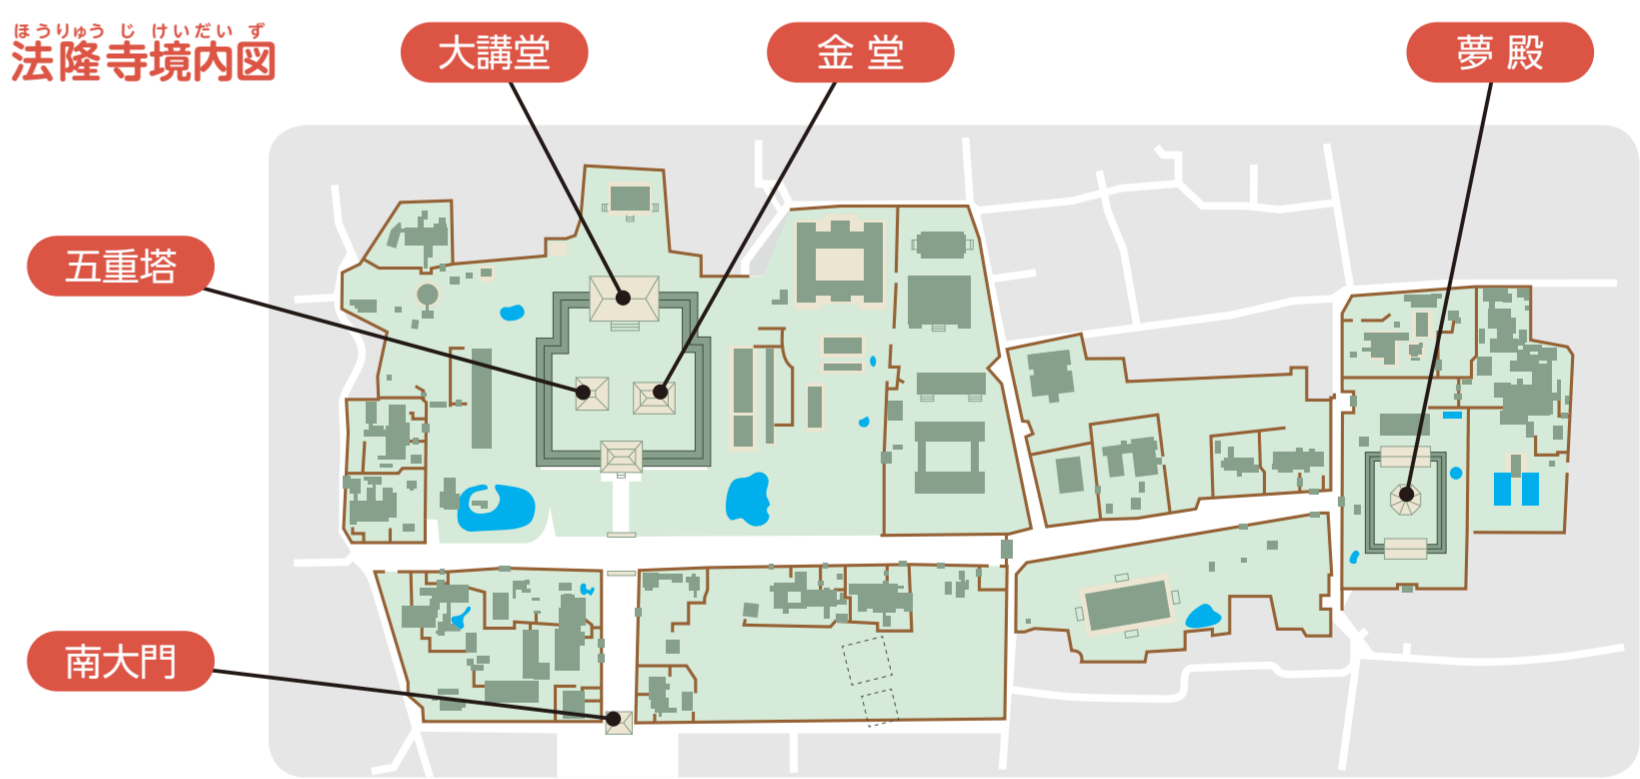 ほうりゅう じ けいだい ず
法隆寺境内図
大講堂
金堂
夢殿
五重塔
南大門